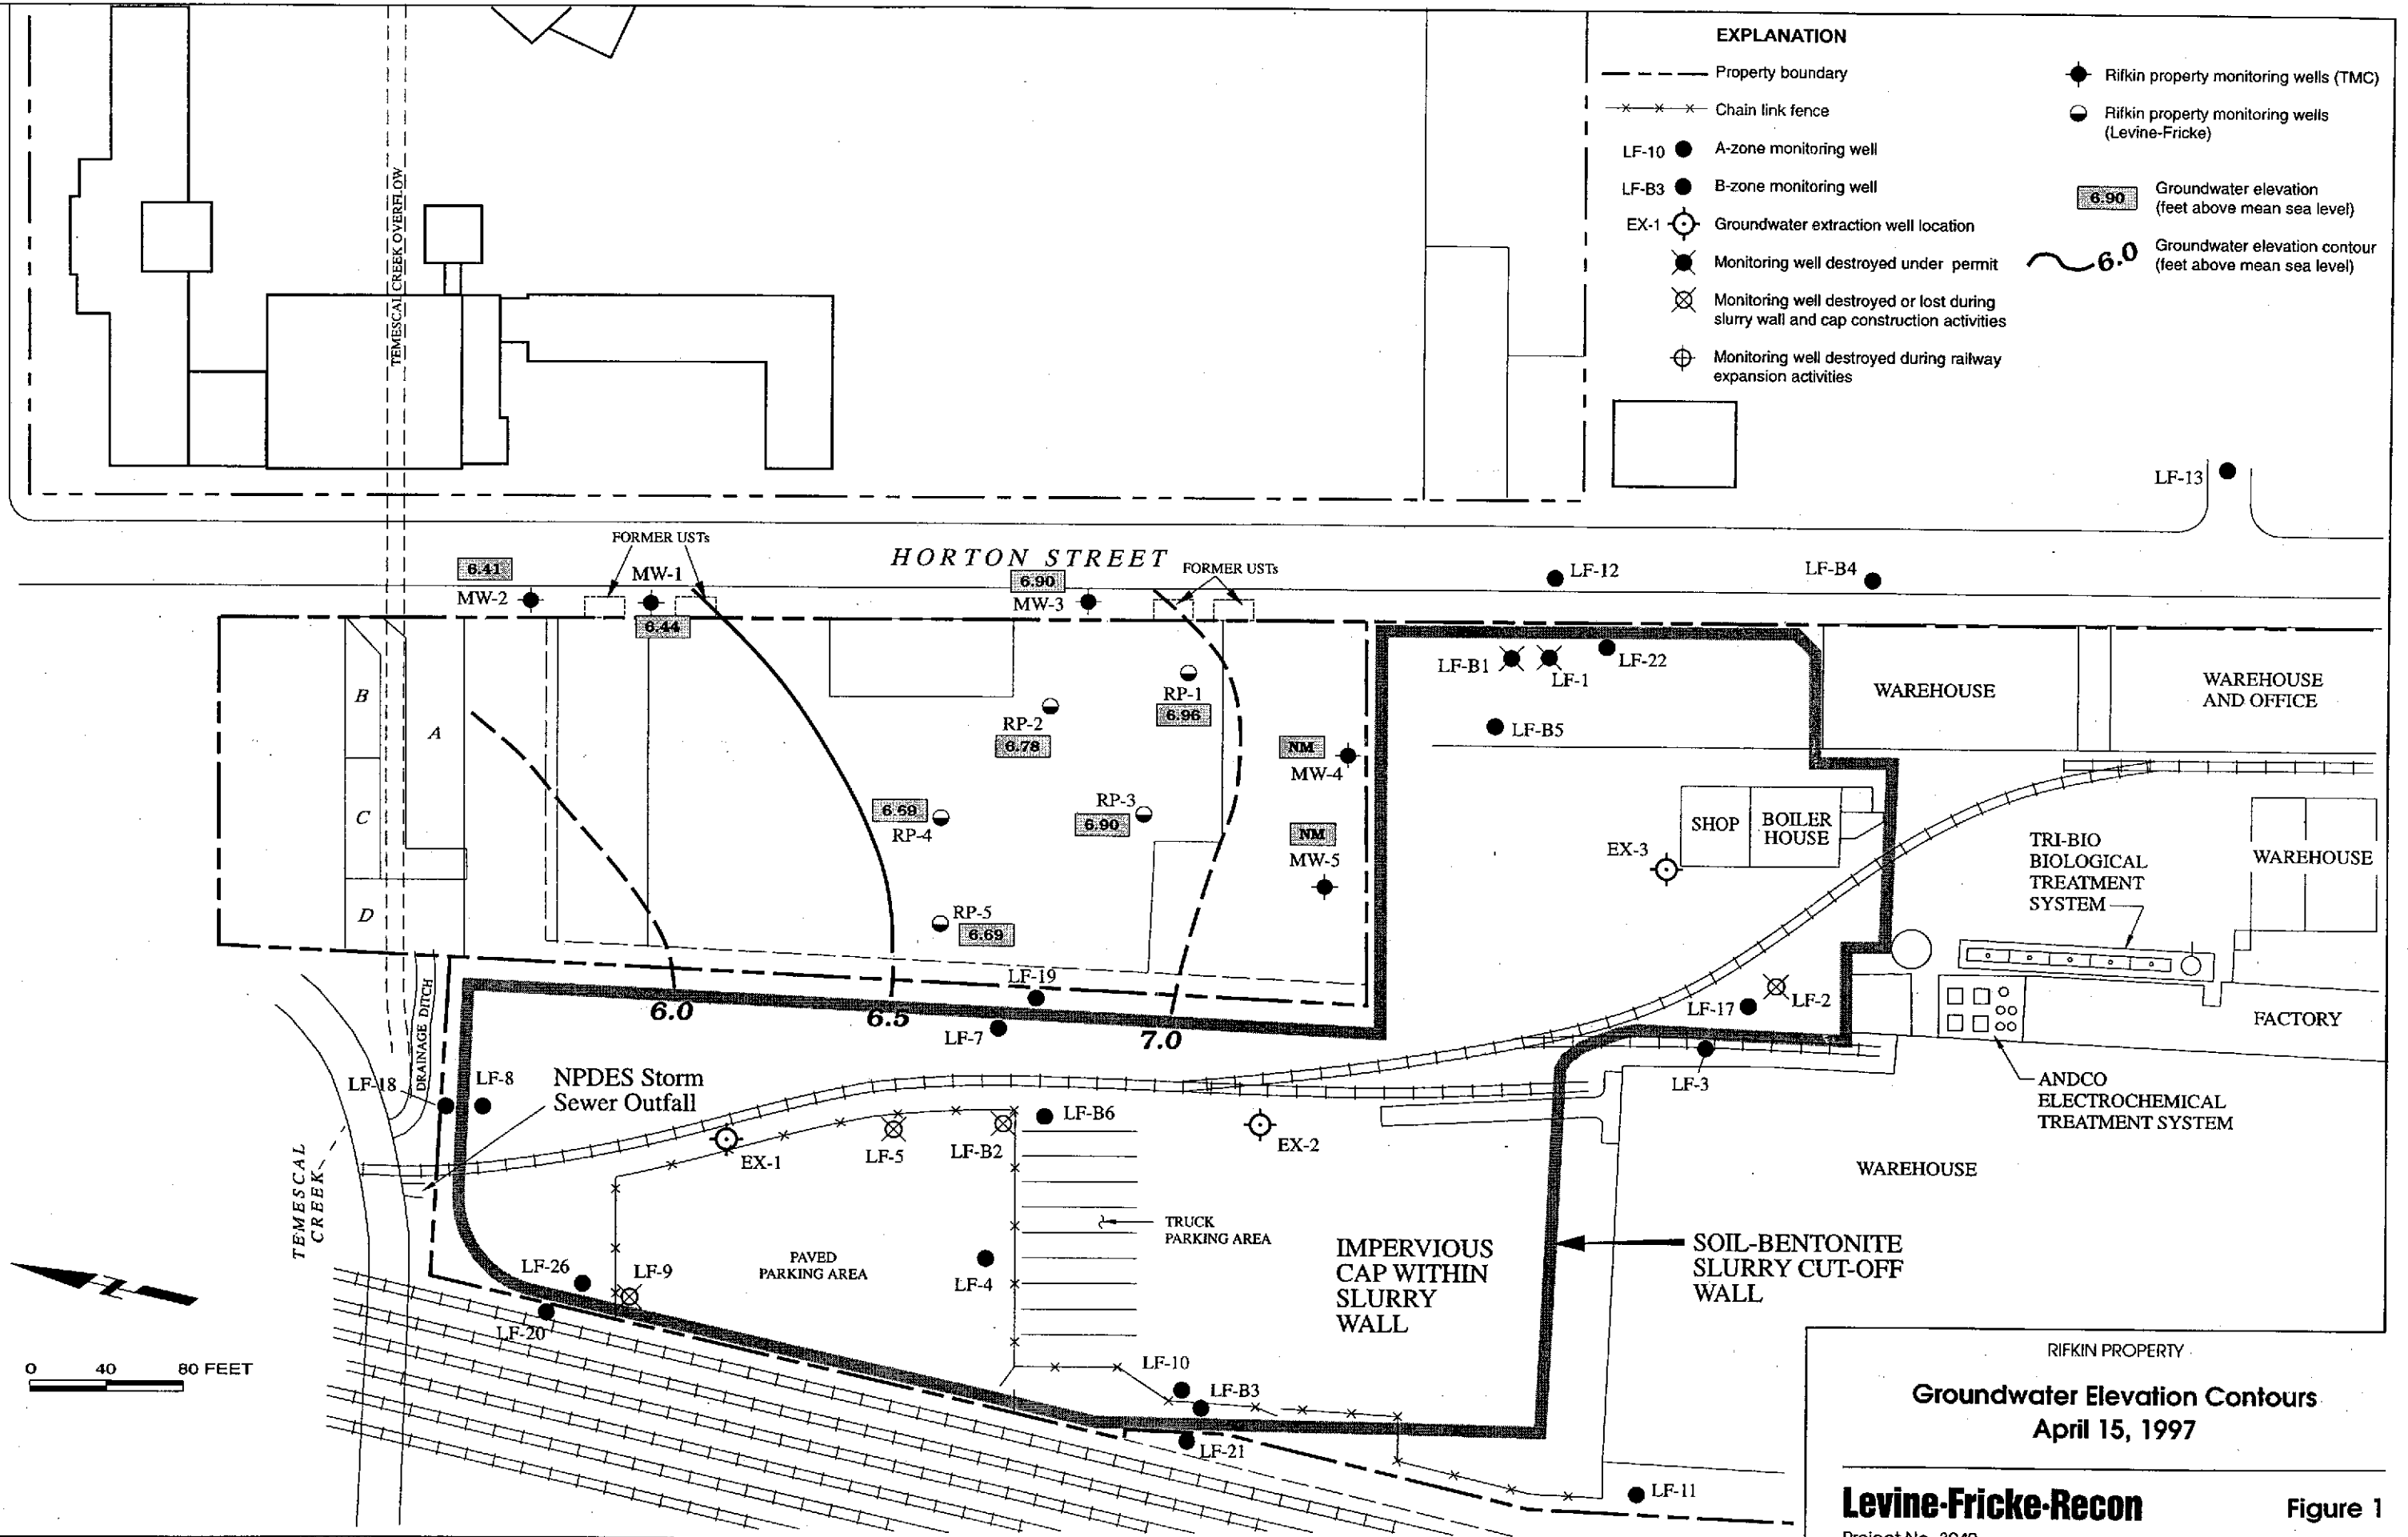 EXPLANATION
Property boundary
Chain link fence
LF-10 A-zone monitoring well
LF-B3 B-zone monitoring well
EX-1 Groundwater extraction well location
Monitoring well destroyed under permit
Monitoring well destroyed or lost during
slurry wall and cap construction activities
Monitoring well destroyed during railway
expansion activities
Rifkin property monitoring wells (TMC)
Rifkin property monitoring wells
(Levine-Fricke)
6.90
Groundwater elevation
(feet above mean sea level)
6.0
Groundwater elevation contour
(feet above mean sea level)
TEMESCAL CREEK OVERFLOW
LF-13
HORTON STREET
FORMER USTs
FORMER USTs
6.41
MW-2
MW-1
6.44
6.90
MW-3
LF-12
LF-B4
LF-B1
LF-1
LF-22
LF-B5
WAREHOUSE
WAREHOUSE
AND OFFICE
B
A
C
D
RP-1
6.96
RP-2
6.78
NM
MW-4
6.69
RP-4
RP-3
6.90
NM
MW-5
RP-5
6.69
SHOP
BOILER
HOUSE
EX-3
TRI-BIO
BIOLOGICAL
TREATMENT
SYSTEM
WAREHOUSE
LF-19
6.0
6.5
7.0
LF-7
LF-17
LF-2
FACTORY
DRAINAGE DITCH
LF-18
LF-8
NPDES Storm
Sewer Outfall
LF-3
ANDCO
ELECTROCHEMICAL
TREATMENT SYSTEM
EX-1
LF-5
LF-B2
LF-B6
EX-2
WAREHOUSE
TEMESCAL
CREEK
TRUCK
PARKING AREA
PAVED
PARKING AREA
IMPERVIOUS
CAP WITHIN
SLURRY
WALL
SOIL-BENTONITE
SLURRY CUT-OFF
WALL
LF-26
LF-9
LF-4
LF-20
Z
0 40 80 FEET
LF-10
LF-B3
LF-21
LF-11
RIFKIN PROPERTY
Groundwater Elevation Contours
April 15, 1997
Levine·Fricke·Recon
Figure 1